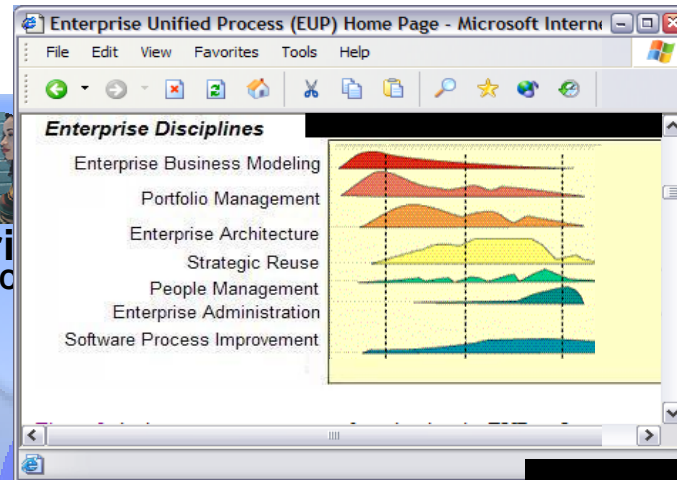 Enterprise Unified Process (EUP) Home Page - Microsoft Interne
File Edit View Favorites Tools Help
Enterprise Disciplines
Enterprise Business Modeling
Portfolio Management
Enterprise Architecture
Strategic Reuse
People Management
Enterprise Administration
Software Process Improvement